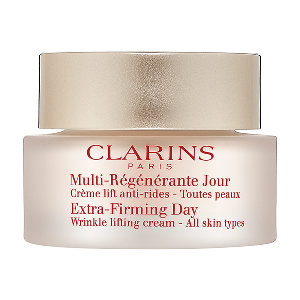 CLARINS
PARIS
Multi-Régénérante Jour
Crème lift anti-rides - Toutes peaux
Extra-Firming Day
Wrinkle lifting cream - All skin types